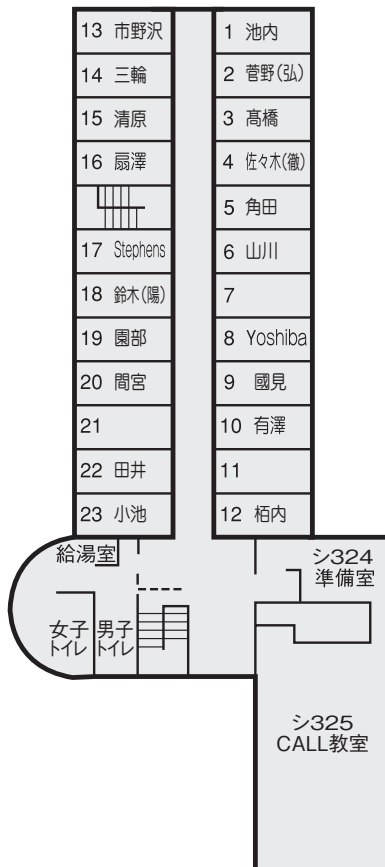 13 市野沢
14 三輪
15 清原
16 扇澤
17 Stephens
18 鈴木(陽)
19 園部
20 間宮
21
22 田井
23 小池
1 池内
2 菅野(弘)
3 髙橋
4 佐々木(徹)
5 角田
6 山川
7
8 Yoshiba
9 國見
10 有澤
11
12 栢内
給湯室
女子
トイレ
男子
トイレ
シ324
準備室
シ325
CALL教室